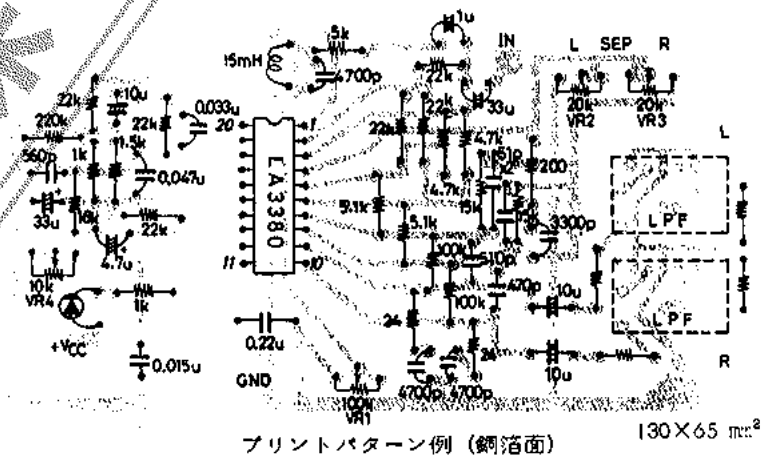 1u
5k
IN
L SEP R
15mH
4700p
22k
33u
20k
VR2
20k
VR3
22k
10u
0.033u
220k
22k
20
1
22k
22k
4.7k
L
560p
1k
1.5k
0.047u
LA3380
4.7k
200
15k
5.1k
LPF
33u
18k
22k
5.1k
3300p
4.7u
100k
510p
11
10
470p
10k
VR4
1k
100k
10u
LPF
+VCC
0.22u
24
24
0.015u
10u
R
GND
100k
VR1
4700p
4700p
プリントパターン例 (銅箔面)
130×65 mm²